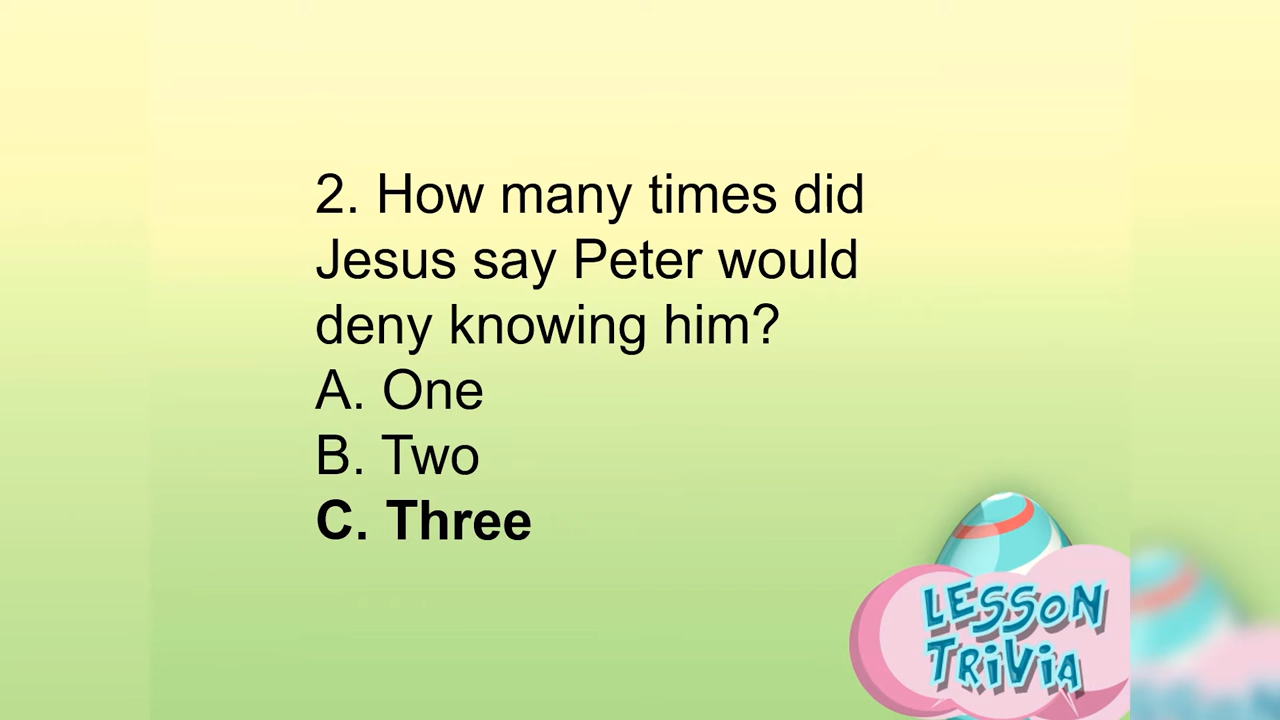 2. How many times did
Jesus say Peter would
deny knowing him?
A. One
B. Two
C. Three
LESSON
TRiViA